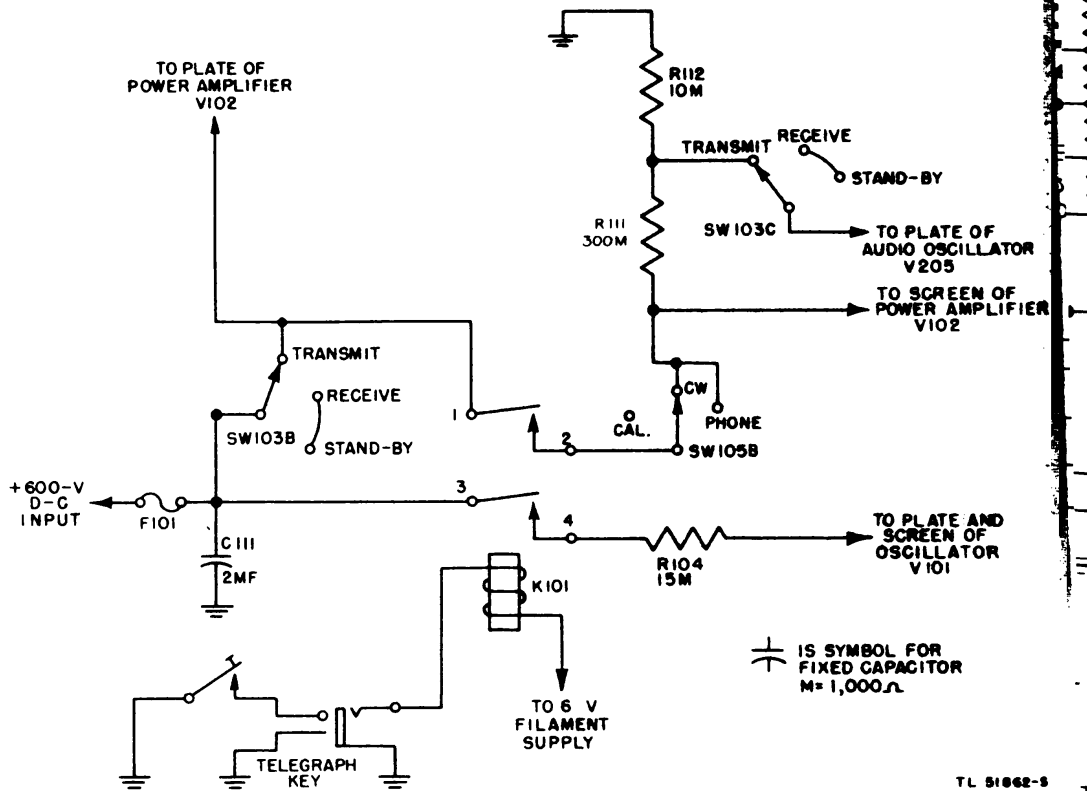 TO PLATE OF
POWER AMPLIFIER
V102
R112
10M
TRANSMIT
RECEIVE
STAND-BY
SW103C
R111
300M
TO PLATE OF
AUDIO OSCILLATOR
V205
TO SCREEN OF
POWER AMPLIFIER
V102
TRANSMIT
RECEIVE
SW103B
STAND-BY
1
2
CW
CAL.
PHONE
SW105B
+600-V
D-C
INPUT
F101
3
4
C111
2MF
R104
15M
TO PLATE AND
SCREEN OF
OSCILLATOR
V101
K101
IS SYMBOL FOR
FIXED CAPACITOR
M= 1,000Ω
TO 6 V
FILAMENT
SUPPLY
TELEGRAPH
KEY
TL 51862-S